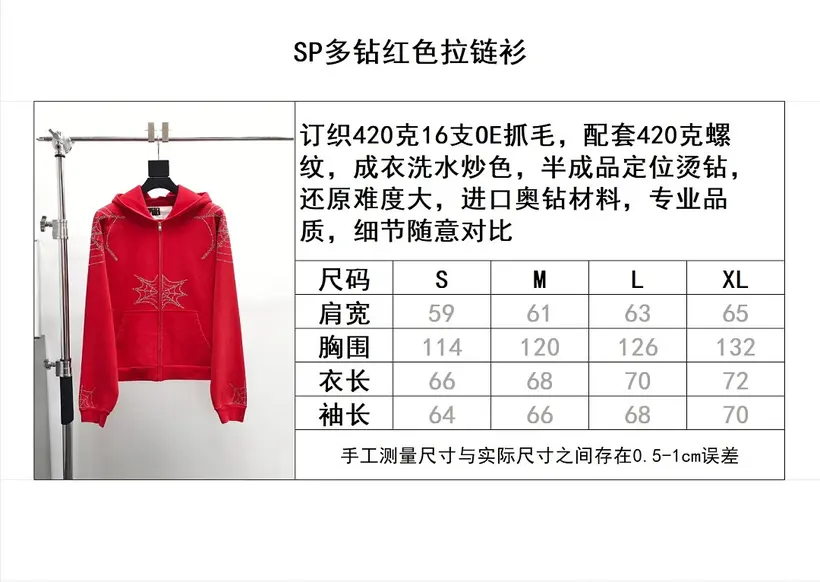 SP多钻红色拉链衫
订织420克16支OE抓毛，配套420克螺
纹，成衣洗水炒色，半成品定位烫钻，
还原难度大，进口奥钻材料，专业品
质，细节随意对比
尺码 S M L XL
肩宽 59 61 63 65
胸围 114 120 126 132
衣长 66 68 70 72
袖长 64 66 68 70
手工测量尺寸与实际尺寸之间存在0.5-1cm误差